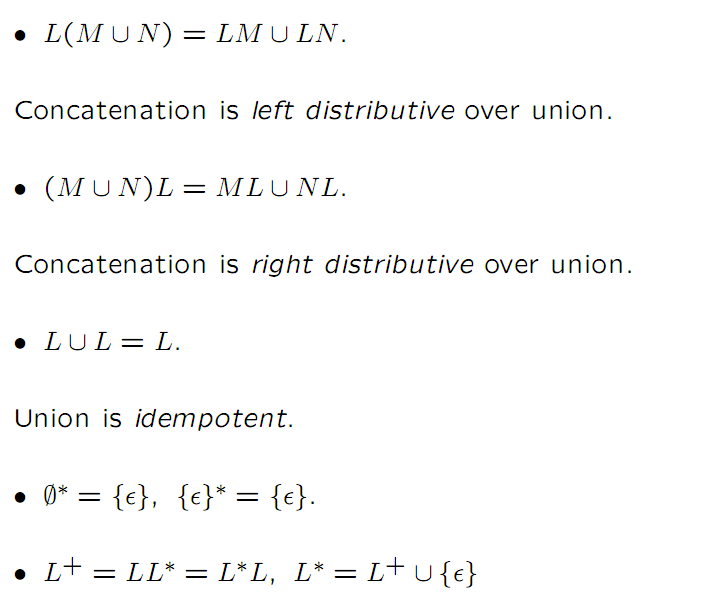 • L(M ∪ N) = LM ∪ LN.
Concatenation is left distributive over union.
• (M ∪ N)L = ML ∪ NL.
Concatenation is right distributive over union.
• L ∪ L = L.
Union is idempotent.
• ∅* = {ϵ}, {ϵ}* = {ϵ}.
• L⁺ = LL* = L*L, L* = L⁺ ∪ {ϵ}